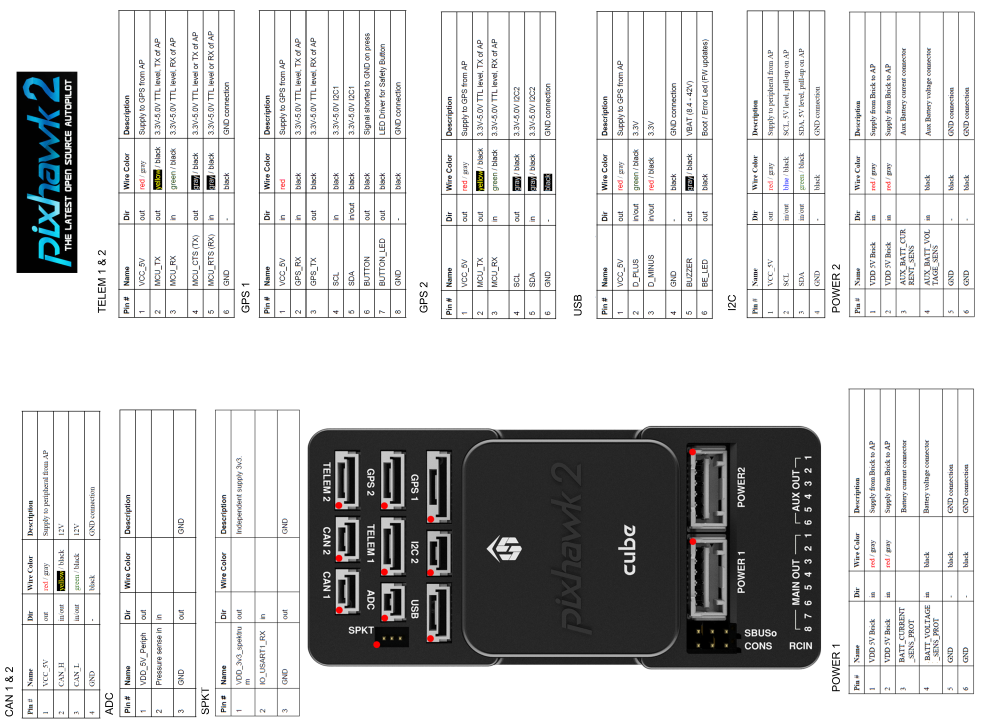 pixhawk2
THE LATEST OPEN SOURCE AUTOPILOT
TELEM 1 & 2
Pin # Name Dir Wire Color Description
1 VCC_5V out red / gray Supply to GPS from AP
2 MCU_TX out yellow / black 3.3V-5.0V TTL level, TX of AP
3 MCU_RX in green / black 3.3V-5.0V TTL level, RX of AP
4 MCU_CTS (TX) out gray / black 3.3V-5.0V TTL level or TX of AP
5 MCU_RTS (RX) in gray / black 3.3V-5.0V TTL level or RX of AP
6 GND - black GND connection
GPS 1
Pin # Name Dir Wire Color Description
1 VCC_5V in red Supply to GPS from AP
2 GPS_RX in black 3.3V-5.0V TTL level, TX of AP
3 GPS_TX out black 3.3V-5.0V TTL level, RX of AP
4 SCL in black 3.3V-5.0V I2C1
5 SDA in/out black 3.3V-5.0V I2C1
6 BUTTON out black Signal shorted to GND on press
7 BUTTON_LED out black LED Driver for Safety Button
8 GND - black GND connection
GPS 2
Pin # Name Dir Wire Color Description
1 VCC_5V out red / gray Supply to GPS from AP
2 MCU_TX out yellow / black 3.3V-5.0V TTL level, TX of AP
3 MCU_RX in green / black 3.3V-5.0V TTL level, RX of AP
4 SCL out gray / black 3.3V-5.0V I2C2
5 SDA in gray / black 3.3V-5.0V I2C2
6 GND - black GND connection
USB
Pin # Name Dir Wire Color Description
1 VCC_5V out red / gray Supply to GPS from AP
2 D_PLUS in/out green / black 3.3V
3 D_MINUS in/out red / black 3.3V
4 GND - black GND connection
5 BUZZER out gray / black VBAT (8.4 - 42V)
6 BE_LED out black Boot / Error Led (FW updates)
I2C
Pin # Name Dir Wire Color Description
1 VCC_5V out red / gray Supply to peripheral from AP
2 SCL in/out blue / black SCL, 5V level, pull-up on AP
3 SDA in/out green / black SDA, 5V level, pull-up on AP
4 GND - black GND connection
POWER 2
Pin # Name Dir Wire Color Description
1 VDD 5V Brick in red / gray Supply from Brick to AP
2 VDD 5V Brick in red / gray Supply from Brick to AP
3 AUX_BATT_CUR
RENT_SENS Aux Battery current connector
4 AUX_BATT_VOL
TAGE_SENS in black Aux Battery voltage connector
5 GND - black GND connection
6 GND - black GND connection
CAN 1 & 2
Pin # Name Dir Wire Color Description
1 VCC_5V out red / gray Supply to peripheral from AP
2 CAN_H in/out yellow / black 12V
3 CAN_L in/out green / black 12V
4 GND - black GND connection
ADC
Pin # Name Dir Wire Color Description
1 VDD_5V_Periph out
2 Pressure sense in in
3 GND out GND
SPKT
Pin # Name Dir Wire Color Description
1 VDD_3v3_spektru
m out Independent supply 3v3.
2 IO_USART1_RX in
3 GND out GND
TELEM 2
CAN 2
CAN 1
GPS 2
TELEM 1
ADC
SPKT
GPS 1
I2C 2
USB
pixhawk 2
cube
POWER2
POWER 1
AUX OUT
6 5 4 3 2 1
MAIN OUT
8 7 6 5 4 3 2 1
SBUSo
CONS
RCIN
POWER 1
Pin # Name Dir Wire Color Description
1 VDD 5V Brick in red / gray Supply from Brick to AP
2 VDD 5V Brick in red / gray Supply from Brick to AP
3 BATT_CURRENT
_SENS_PROT Battery current connector
4 BATT_VOLTAGE
_SENS_PROT in black Battery voltage connector
5 GND - black GND connection
6 GND - black GND connection